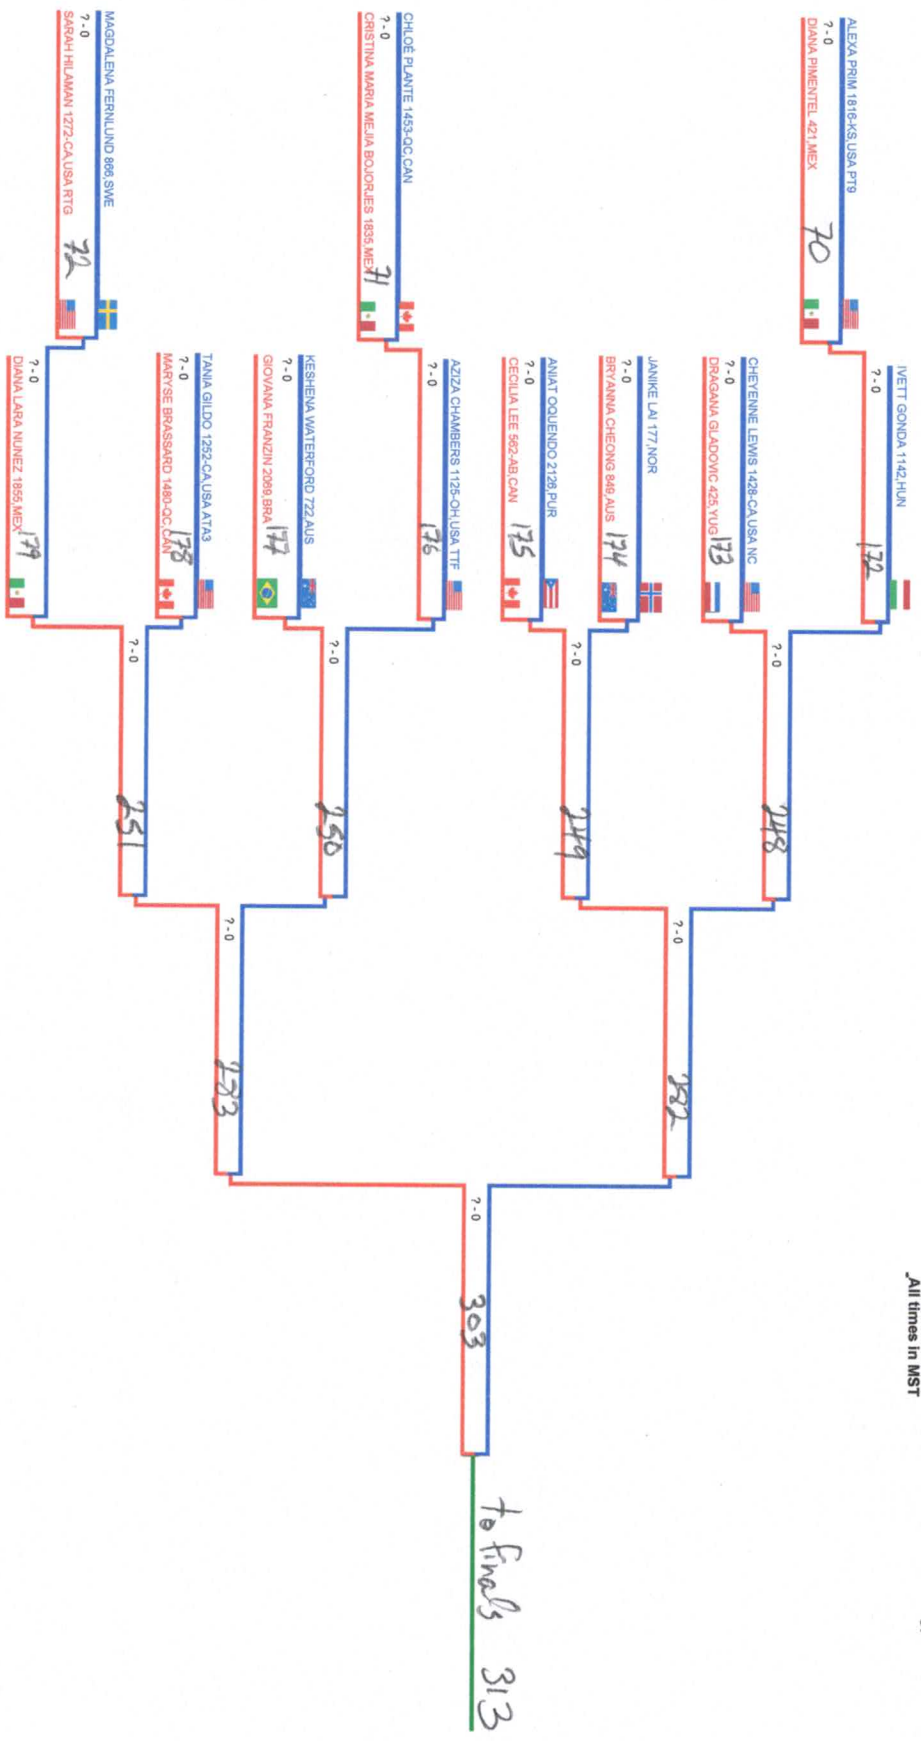 All times in MST
ALEXA PRIM 1816-KS,USA PT9
? - 0
70
DIANA PIMENTEL 421,MEX
IVETT GONDA 1142,HUN
? - 0
172
CHEYENNE LEWIS 1428-CA,USA NC
? - 0
173
DRAGANA GLADOVIC 425,YUG
? - 0
248
JANIKE LAI 177,NOR
? - 0
174
BRYANNA CHEONG 849,AUS
ANIAT OQUENDO 2128,PUR
? - 0
175
CECILIA LEE 562-AB,CAN
? - 0
249
? - 0
282
CHLOÉ PLANTE 1453-QC,CAN
? - 0
71
CRISTINA MARIA MEJIA BOJORJES 1835,MEX
AZIZA CHAMBERS 1125-OH,USA TTF
? - 0
176
KESHENA WATERFORD 722,AUS
? - 0
177
GIOVANA FRANZIN 2069,BRA
? - 0
250
TANIA GILDO 1252-CA,USA ATA3
? - 0
178
MARYSE BRASSARD 1480-QC,CAN
MAGDALENA FERNLUND 866,SWE
? - 0
72
SARAH HILAMAN 1272-CA,USA RTG
? - 0
179
DIANA LARA NUNEZ 1855,MEX
? - 0
251
? - 0
283
? - 0
303
to finals 313